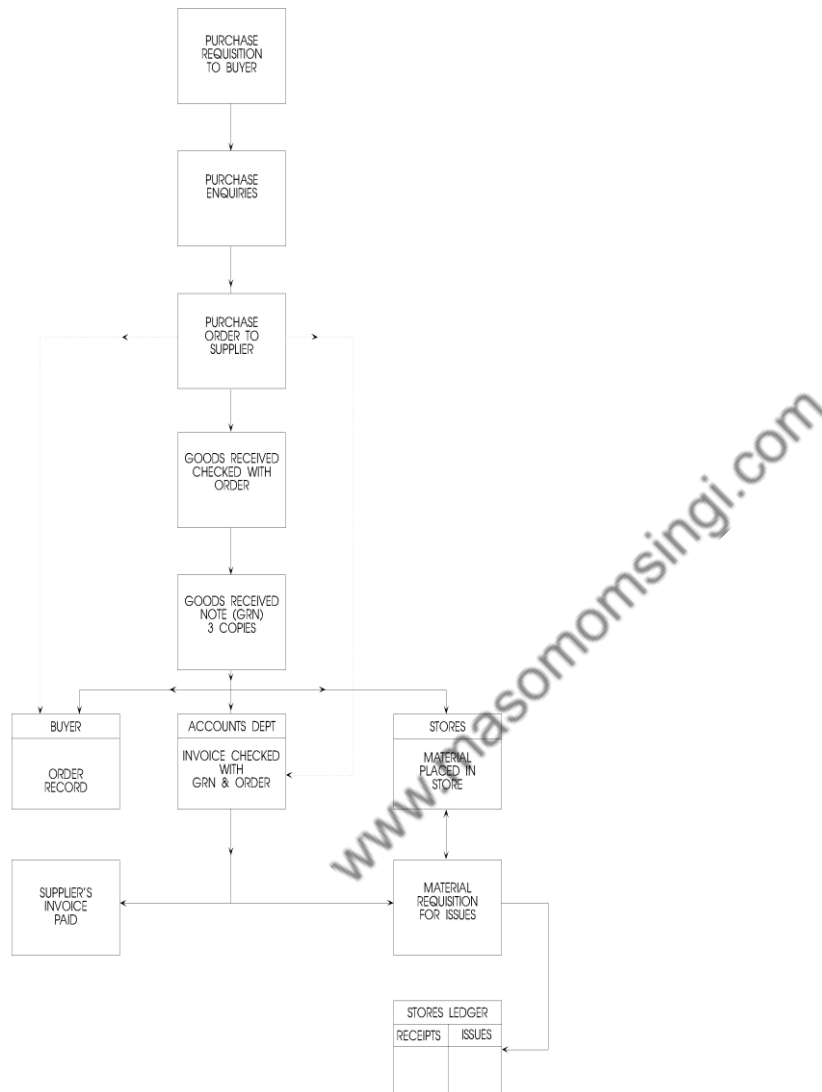 PURCHASE
REQUISITION
TO BUYER
PURCHASE
ENQUIRIES
PURCHASE
ORDER TO
SUPPLIER
GOODS RECEIVED
CHECKED WITH
ORDER
GOODS RECEIVED
NOTE (GRN)
3 COPIES
BUYER
ORDER
RECORD
ACCOUNTS DEPT
INVOICE CHECKED
WITH
GRN & ORDER
STORES
MATERIAL
PLACED IN
STORE
SUPPLIER'S
INVOICE
PAID
MATERIAL
REQUISITION
FOR ISSUES
STORES LEDGER
RECEIPTS
ISSUES
www.masomomsingi.com